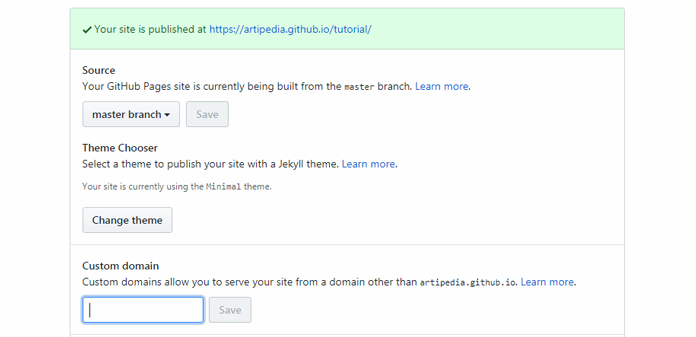 Your site is published at https://artipedia.github.io/tutorial/
Source
Your GitHub Pages site is currently being built from the master branch. Learn more.
master branch Save
Theme Chooser
Select a theme to publish your site with a Jekyll theme. Learn more.
Your site is currently using the Minimal theme.
Change theme
Custom domain
Custom domains allow you to serve your site from a domain other than artipedia.github.io. Learn more.
Save